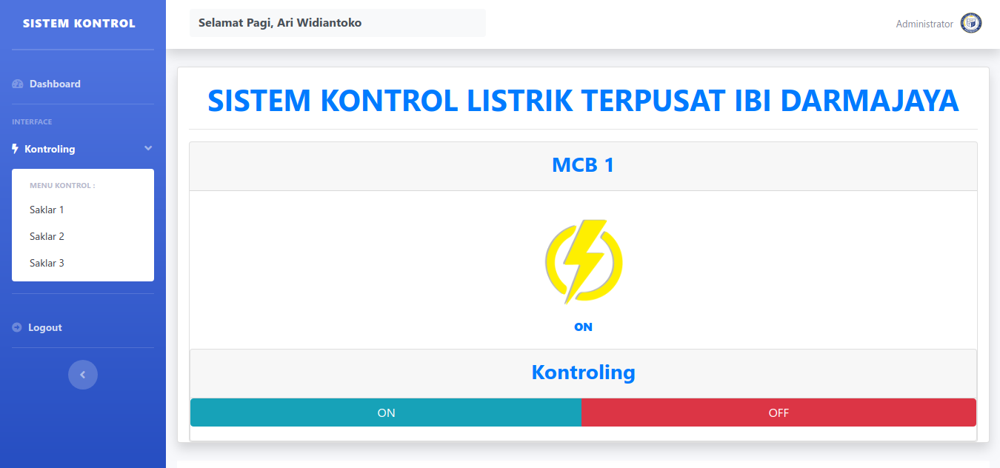 SISTEM KONTROL
Selamat Pagi, Ari Widiantoko
Administrator
Dashboard
INTERFACE
Kontroling
MENU KONTROL :
Saklar 1
Saklar 2
Saklar 3
Logout
SISTEM KONTROL LISTRIK TERPUSAT IBI DARMAJAYA
MCB 1
ON
Kontroling
ON
OFF